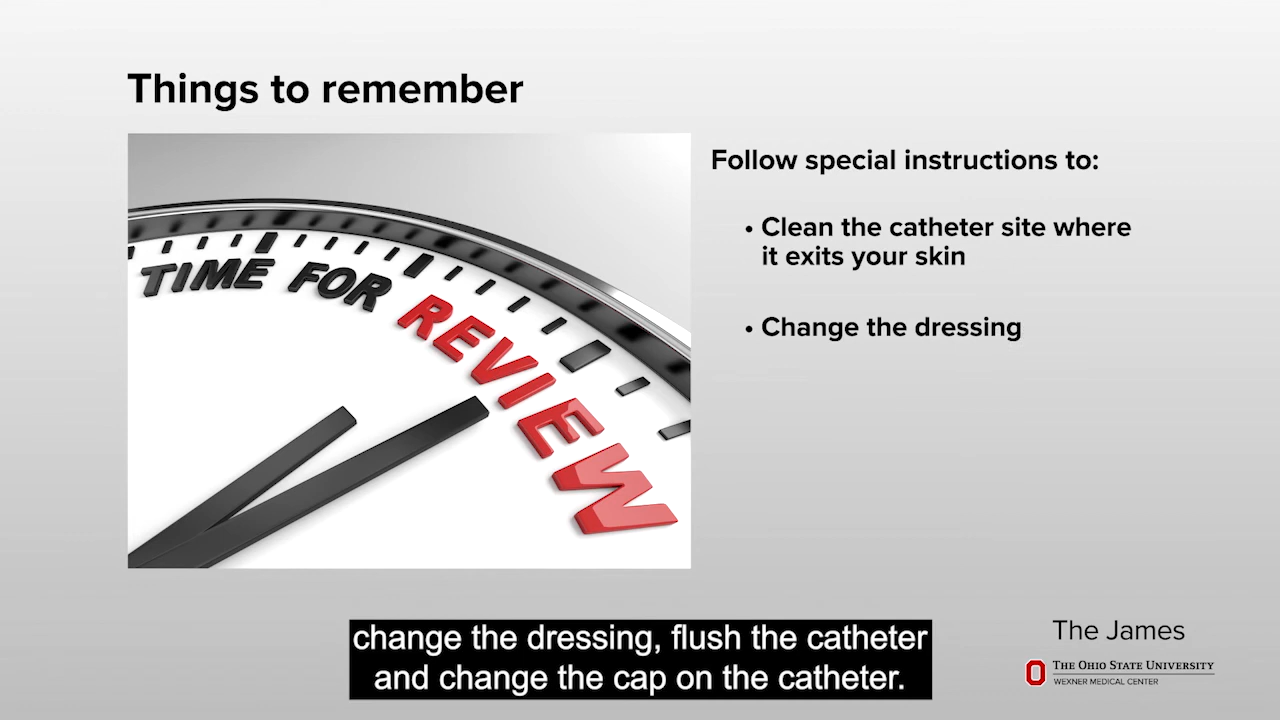 Things to remember
TIME FOR REVIEW
Follow special instructions to:
• Clean the catheter site where
it exits your skin
• Change the dressing
change the dressing, flush the catheter
and change the cap on the catheter.
The James
THE OHIO STATE UNIVERSITY
WEXNER MEDICAL CENTER